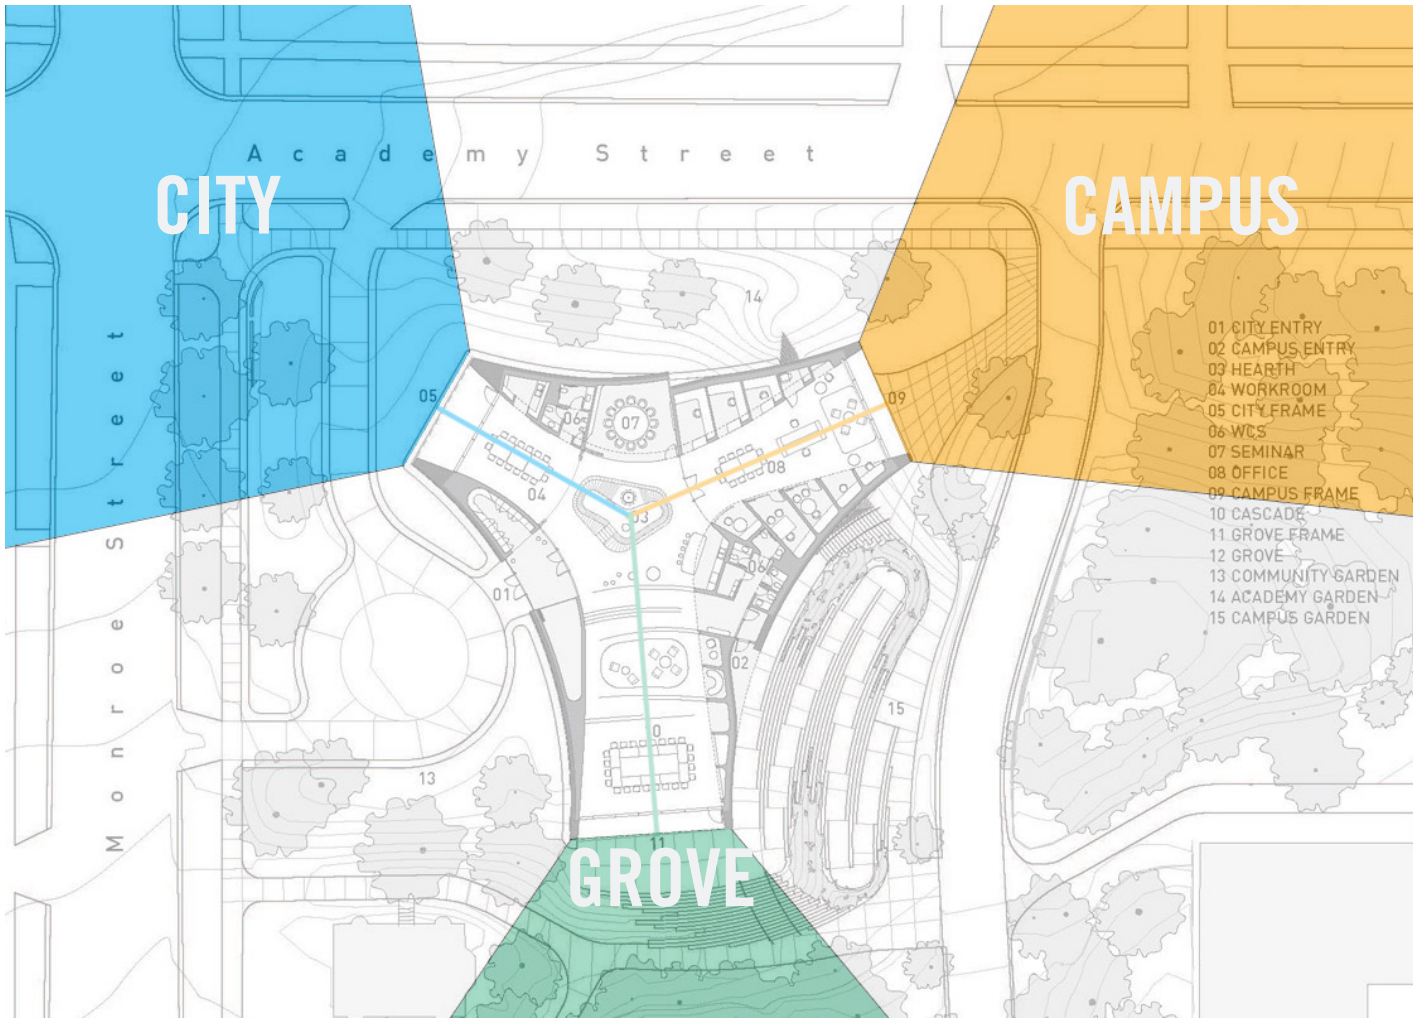 Academy Street
CITY
CAMPUS
14
01 CITY ENTRY
02 CAMPUS ENTRY
03 HEARTH
04 WORKROOM
05 CITY FRAME
06 WCS
07 SEMINAR
08 OFFICE
09 CAMPUS FRAME
10 CASCADE
11 GROVE FRAME
12 GROVE
13 COMMUNITY GARDEN
14 ACADEMY GARDEN
15 CAMPUS GARDEN
Monroe Street
05
09
06
07
08
04
03
06
01
02
15
0
13
11
GROVE